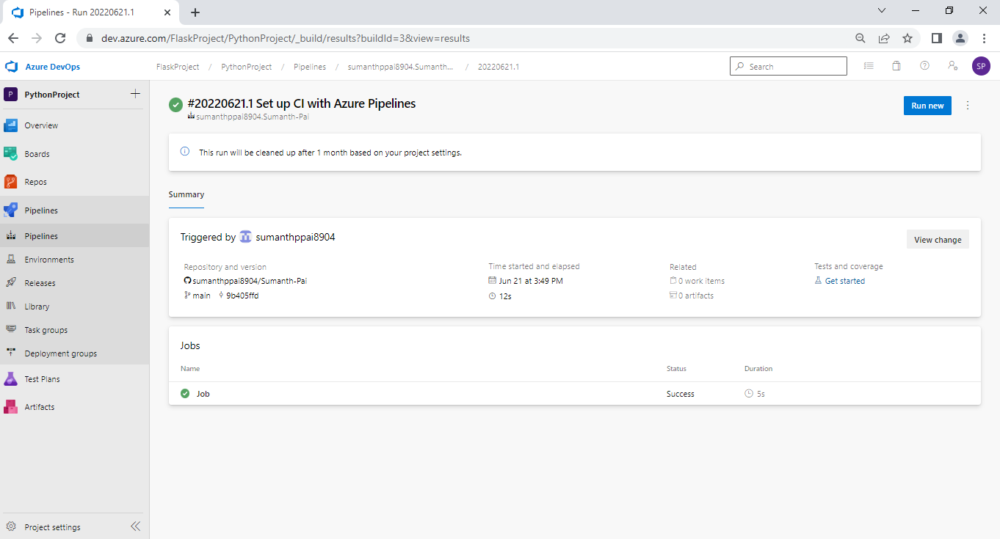 Pipelines - Run 20220621.1
dev.azure.com/FlaskProject/PythonProject/_build/results?buildId=3&view=results
Azure DevOps
FlaskProject / PythonProject / Pipelines / sumanthppai8904.Sumanth... / 20220621.1
Search
SP
P PythonProject
Overview
Boards
Repos
Pipelines
Pipelines
Environments
Releases
Library
Task groups
Deployment groups
Test Plans
Artifacts
Project settings
#20220621.1 Set up CI with Azure Pipelines
sumanthppai8904.Sumanth-Pai
Run new
This run will be cleaned up after 1 month based on your project settings.
Summary
Triggered by sumanthppai8904
View change
Repository and version
sumanthppai8904/Sumanth-Pai
main 9b405ffd
Time started and elapsed
Jun 21 at 3:49 PM
12s
Related
0 work items
0 artifacts
Tests and coverage
Get started
Jobs
Name Status Duration
Job Success 5s